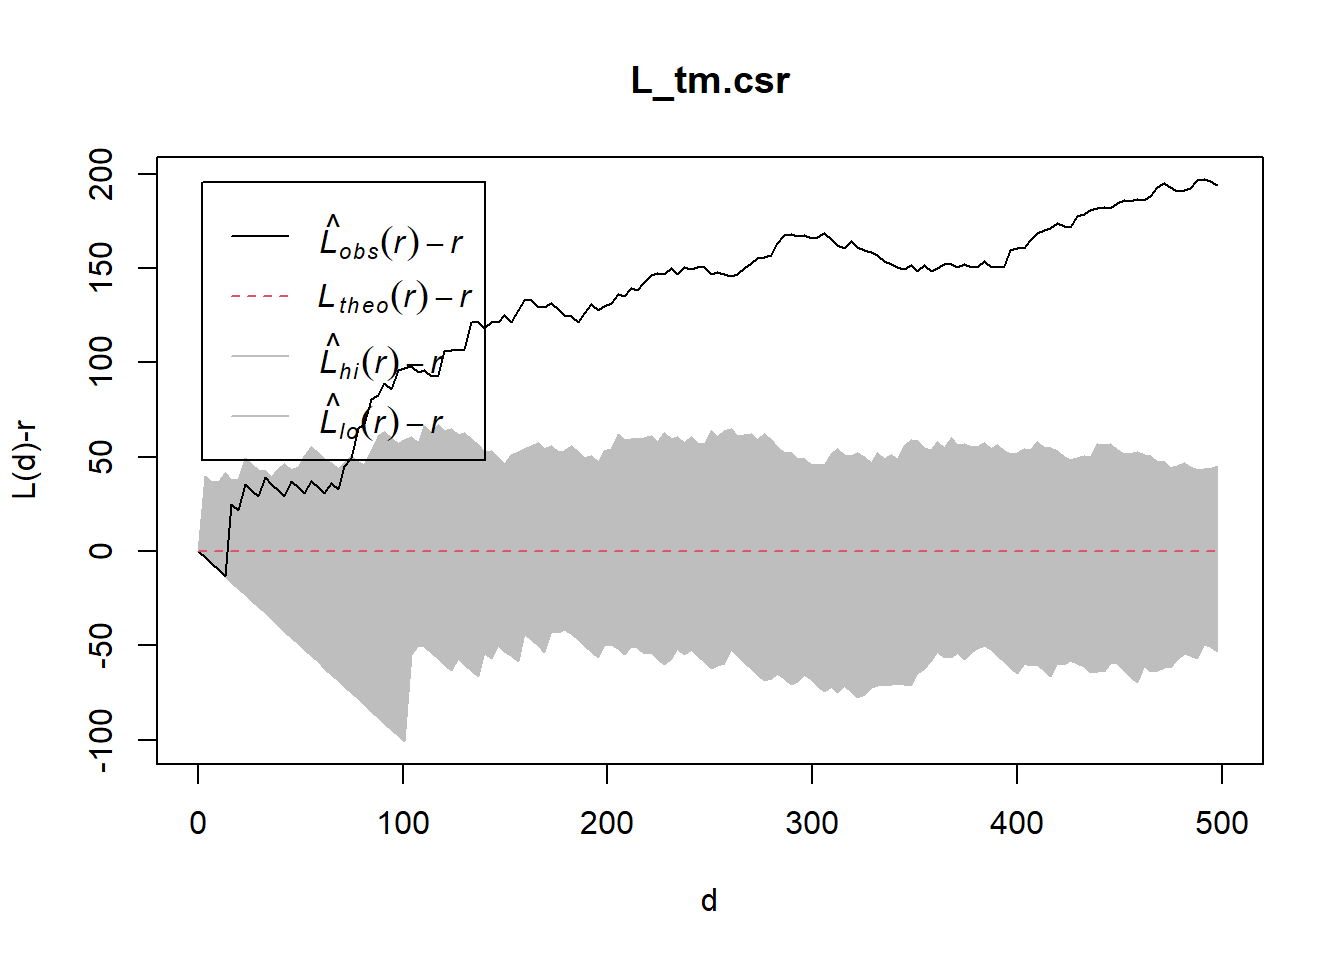 L_tm.csr
L(d)-r
200
150
100
50
0
-50
-100
L̂obs(r) – r
Ltheo(r) – r
L̂hi(r) – r
L̂lo(r) – r
0 100 200 300 400 500
d